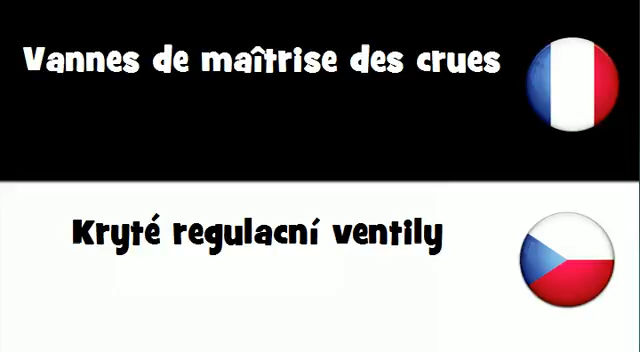 Vannes de maîtrise des crues
Kryté regulacní ventily